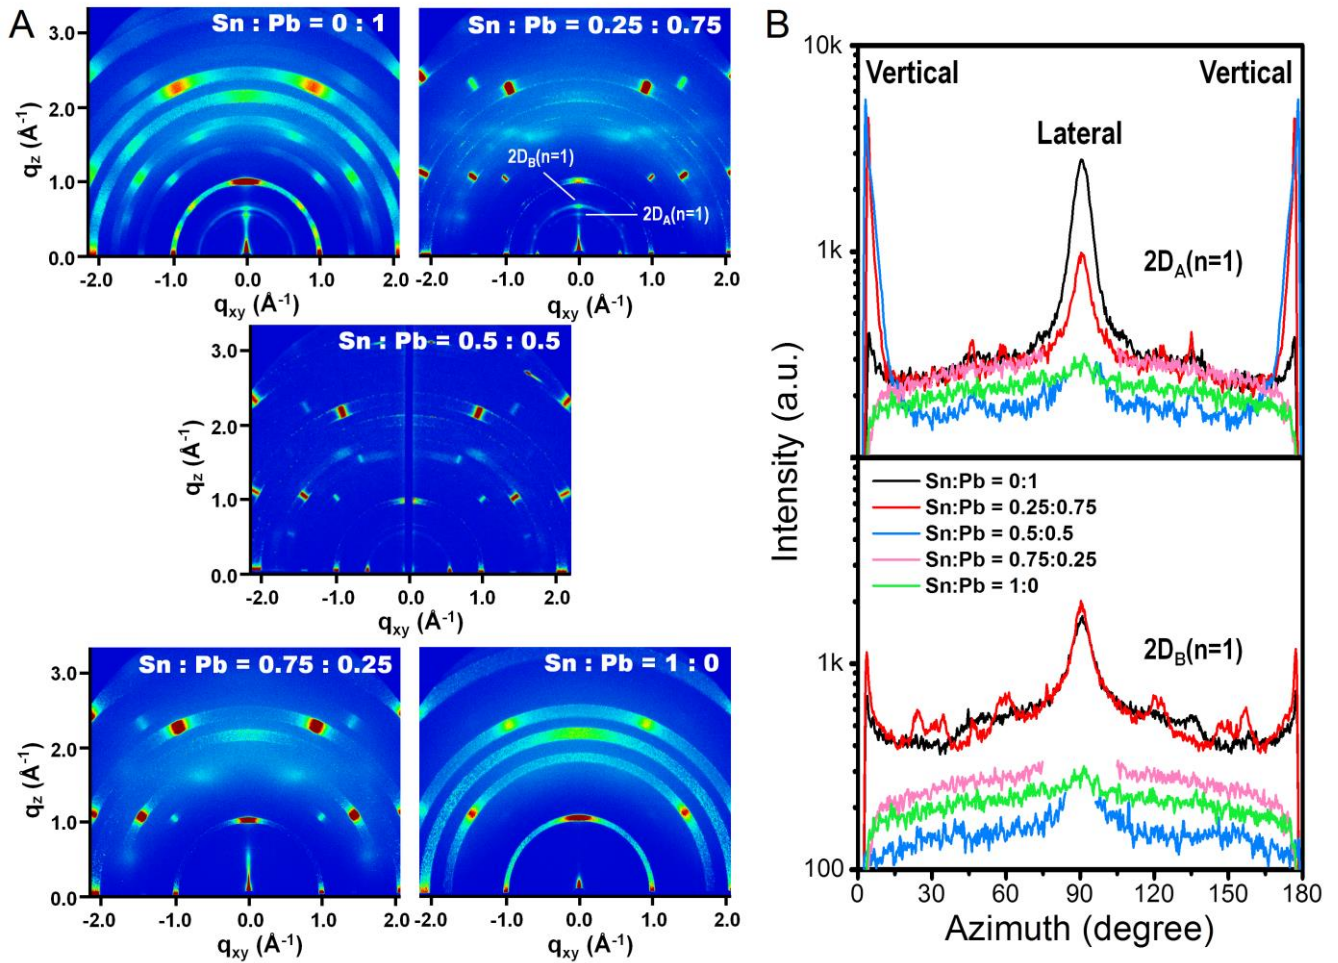 A
Sn : Pb = 0 : 1
3.0
2.0
1.0
0.0
qz (Å-1)
-2.0 -1.0 0.0 1.0 2.0
qxy (Å-1)
Sn : Pb = 0.25 : 0.75
2DB(n=1)
2DA(n=1)
-2.0 -1.0 0.0 1.0 2.0
qxy (Å-1)
Sn : Pb = 0.5 : 0.5
3.0
2.0
1.0
0.0
qz (Å-1)
-2.0 -1.0 0.0 1.0 2.0
qxy (Å-1)
Sn : Pb = 0.75 : 0.25
3.0
2.0
1.0
0.0
qz (Å-1)
-2.0 -1.0 0.0 1.0 2.0
qxy (Å-1)
Sn : Pb = 1 : 0
-2.0 -1.0 0.0 1.0 2.0
qxy (Å-1)
B
10k
Vertical Vertical
Lateral
1k
2DA(n=1)
Intensity (a.u.)
Sn:Pb = 0:1
Sn:Pb = 0.25:0.75
Sn:Pb = 0.5:0.5
Sn:Pb = 0.75:0.25
Sn:Pb = 1:0
1k
2DB(n=1)
100
0 30 60 90 120 150 180
Azimuth (degree)